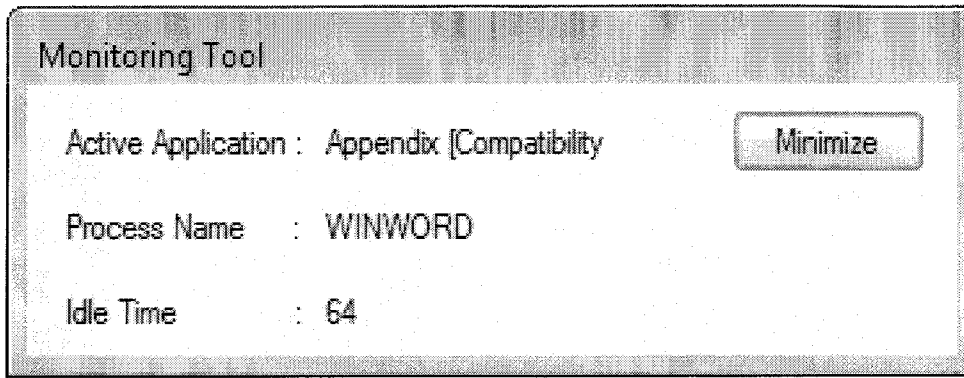 Monitoring Tool
Active Application : Appendix [Compatibility
Minimize
Process Name : WINWORD
Idle Time : 64